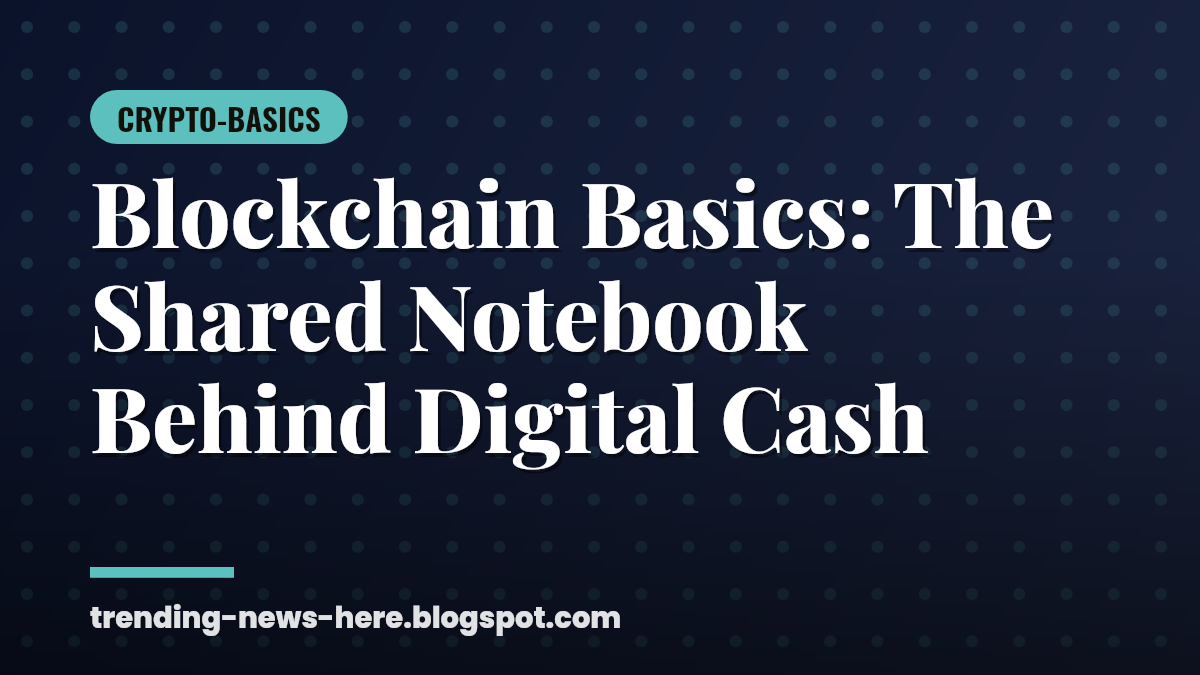 CRYPTO-BASICS
Blockchain Basics: The
Shared Notebook
Behind Digital Cash
trending-news-here.blogspot.com